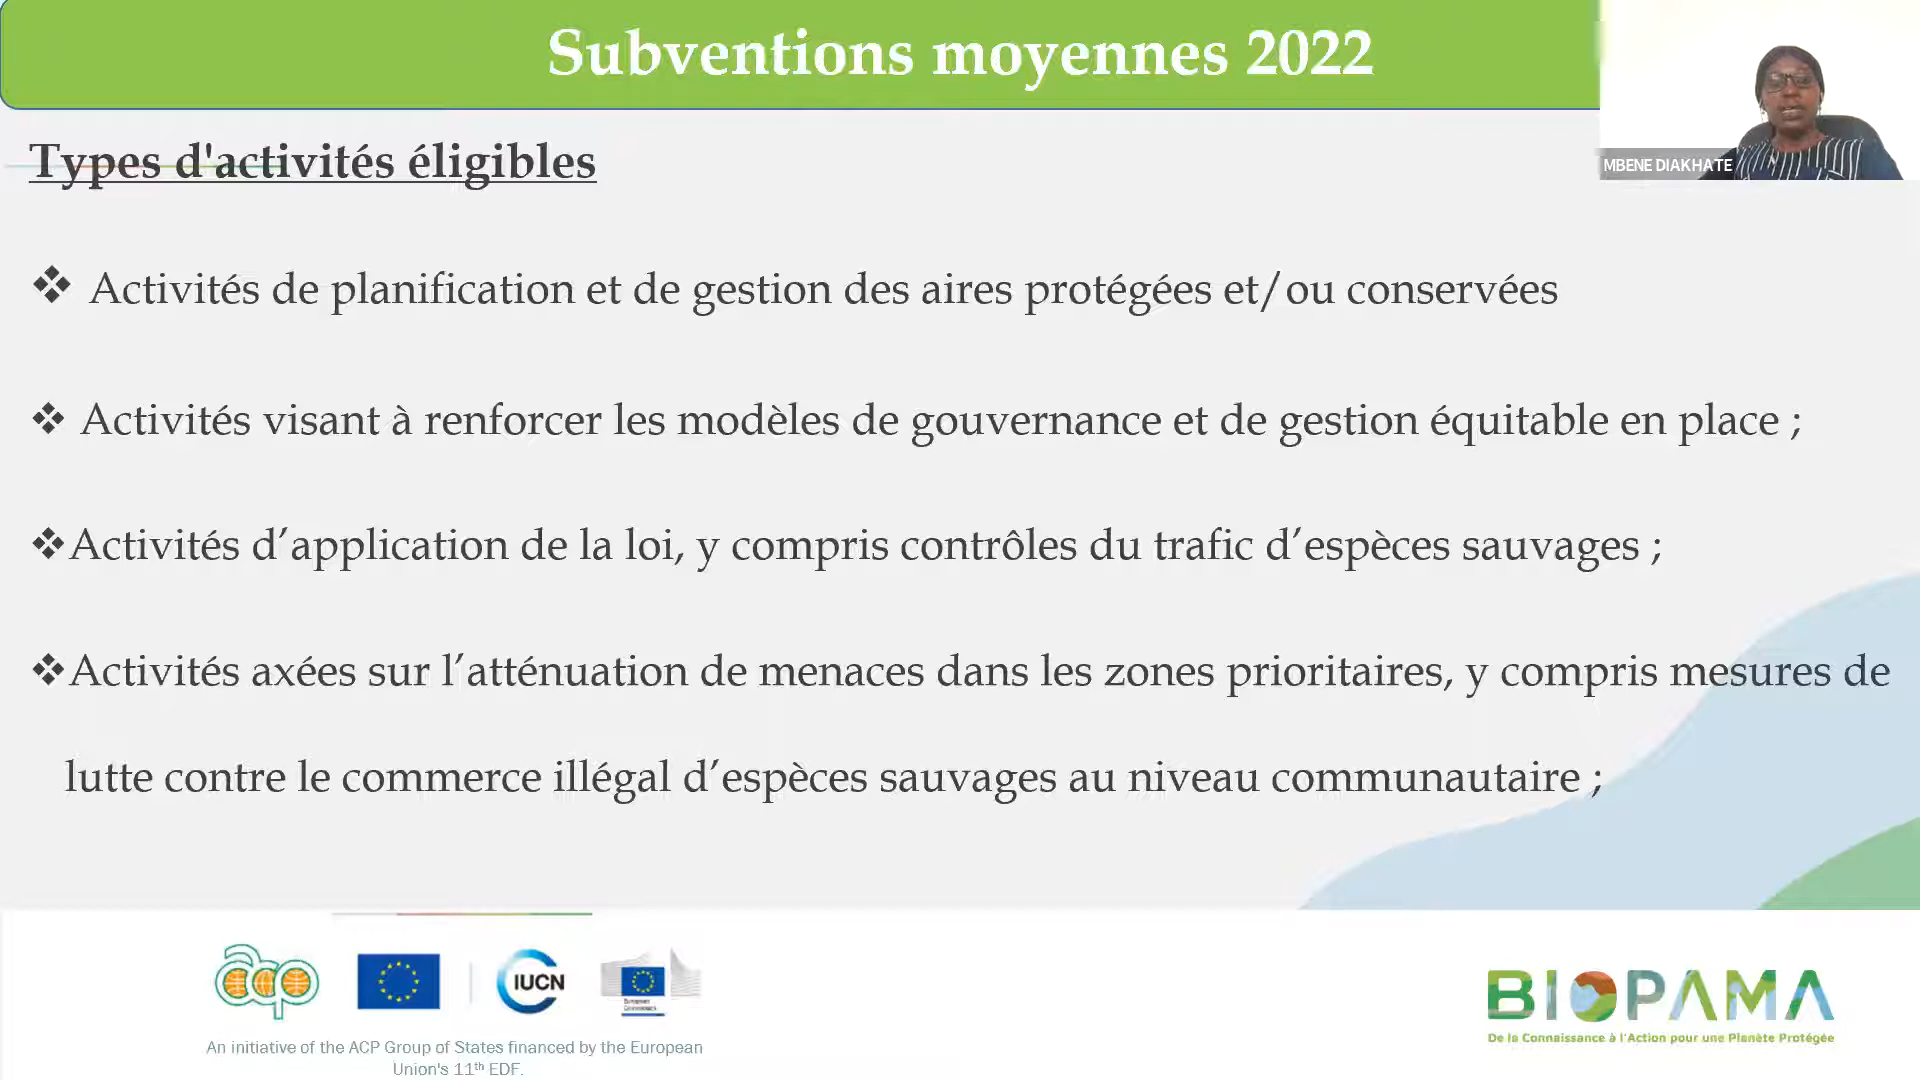 Subventions moyennes 2022
MBENE DIAKHATE
Types d'activités éligibles
❖ Activités de planification et de gestion des aires protégées et/ou conservées
❖ Activités visant à renforcer les modèles de gouvernance et de gestion équitable en place ;
❖Activités d’application de la loi, y compris contrôles du trafic d’espèces sauvages ;
❖Activités axées sur l’atténuation de menaces dans les zones prioritaires, y compris mesures de
lutte contre le commerce illégal d’espèces sauvages au niveau communautaire ;
acp
IUCN
European
Commission
An initiative of the ACP Group of States financed by the European
Union's 11th EDF.
BIOPAMA
De la Connaissance à l'Action pour une Planète Protégée